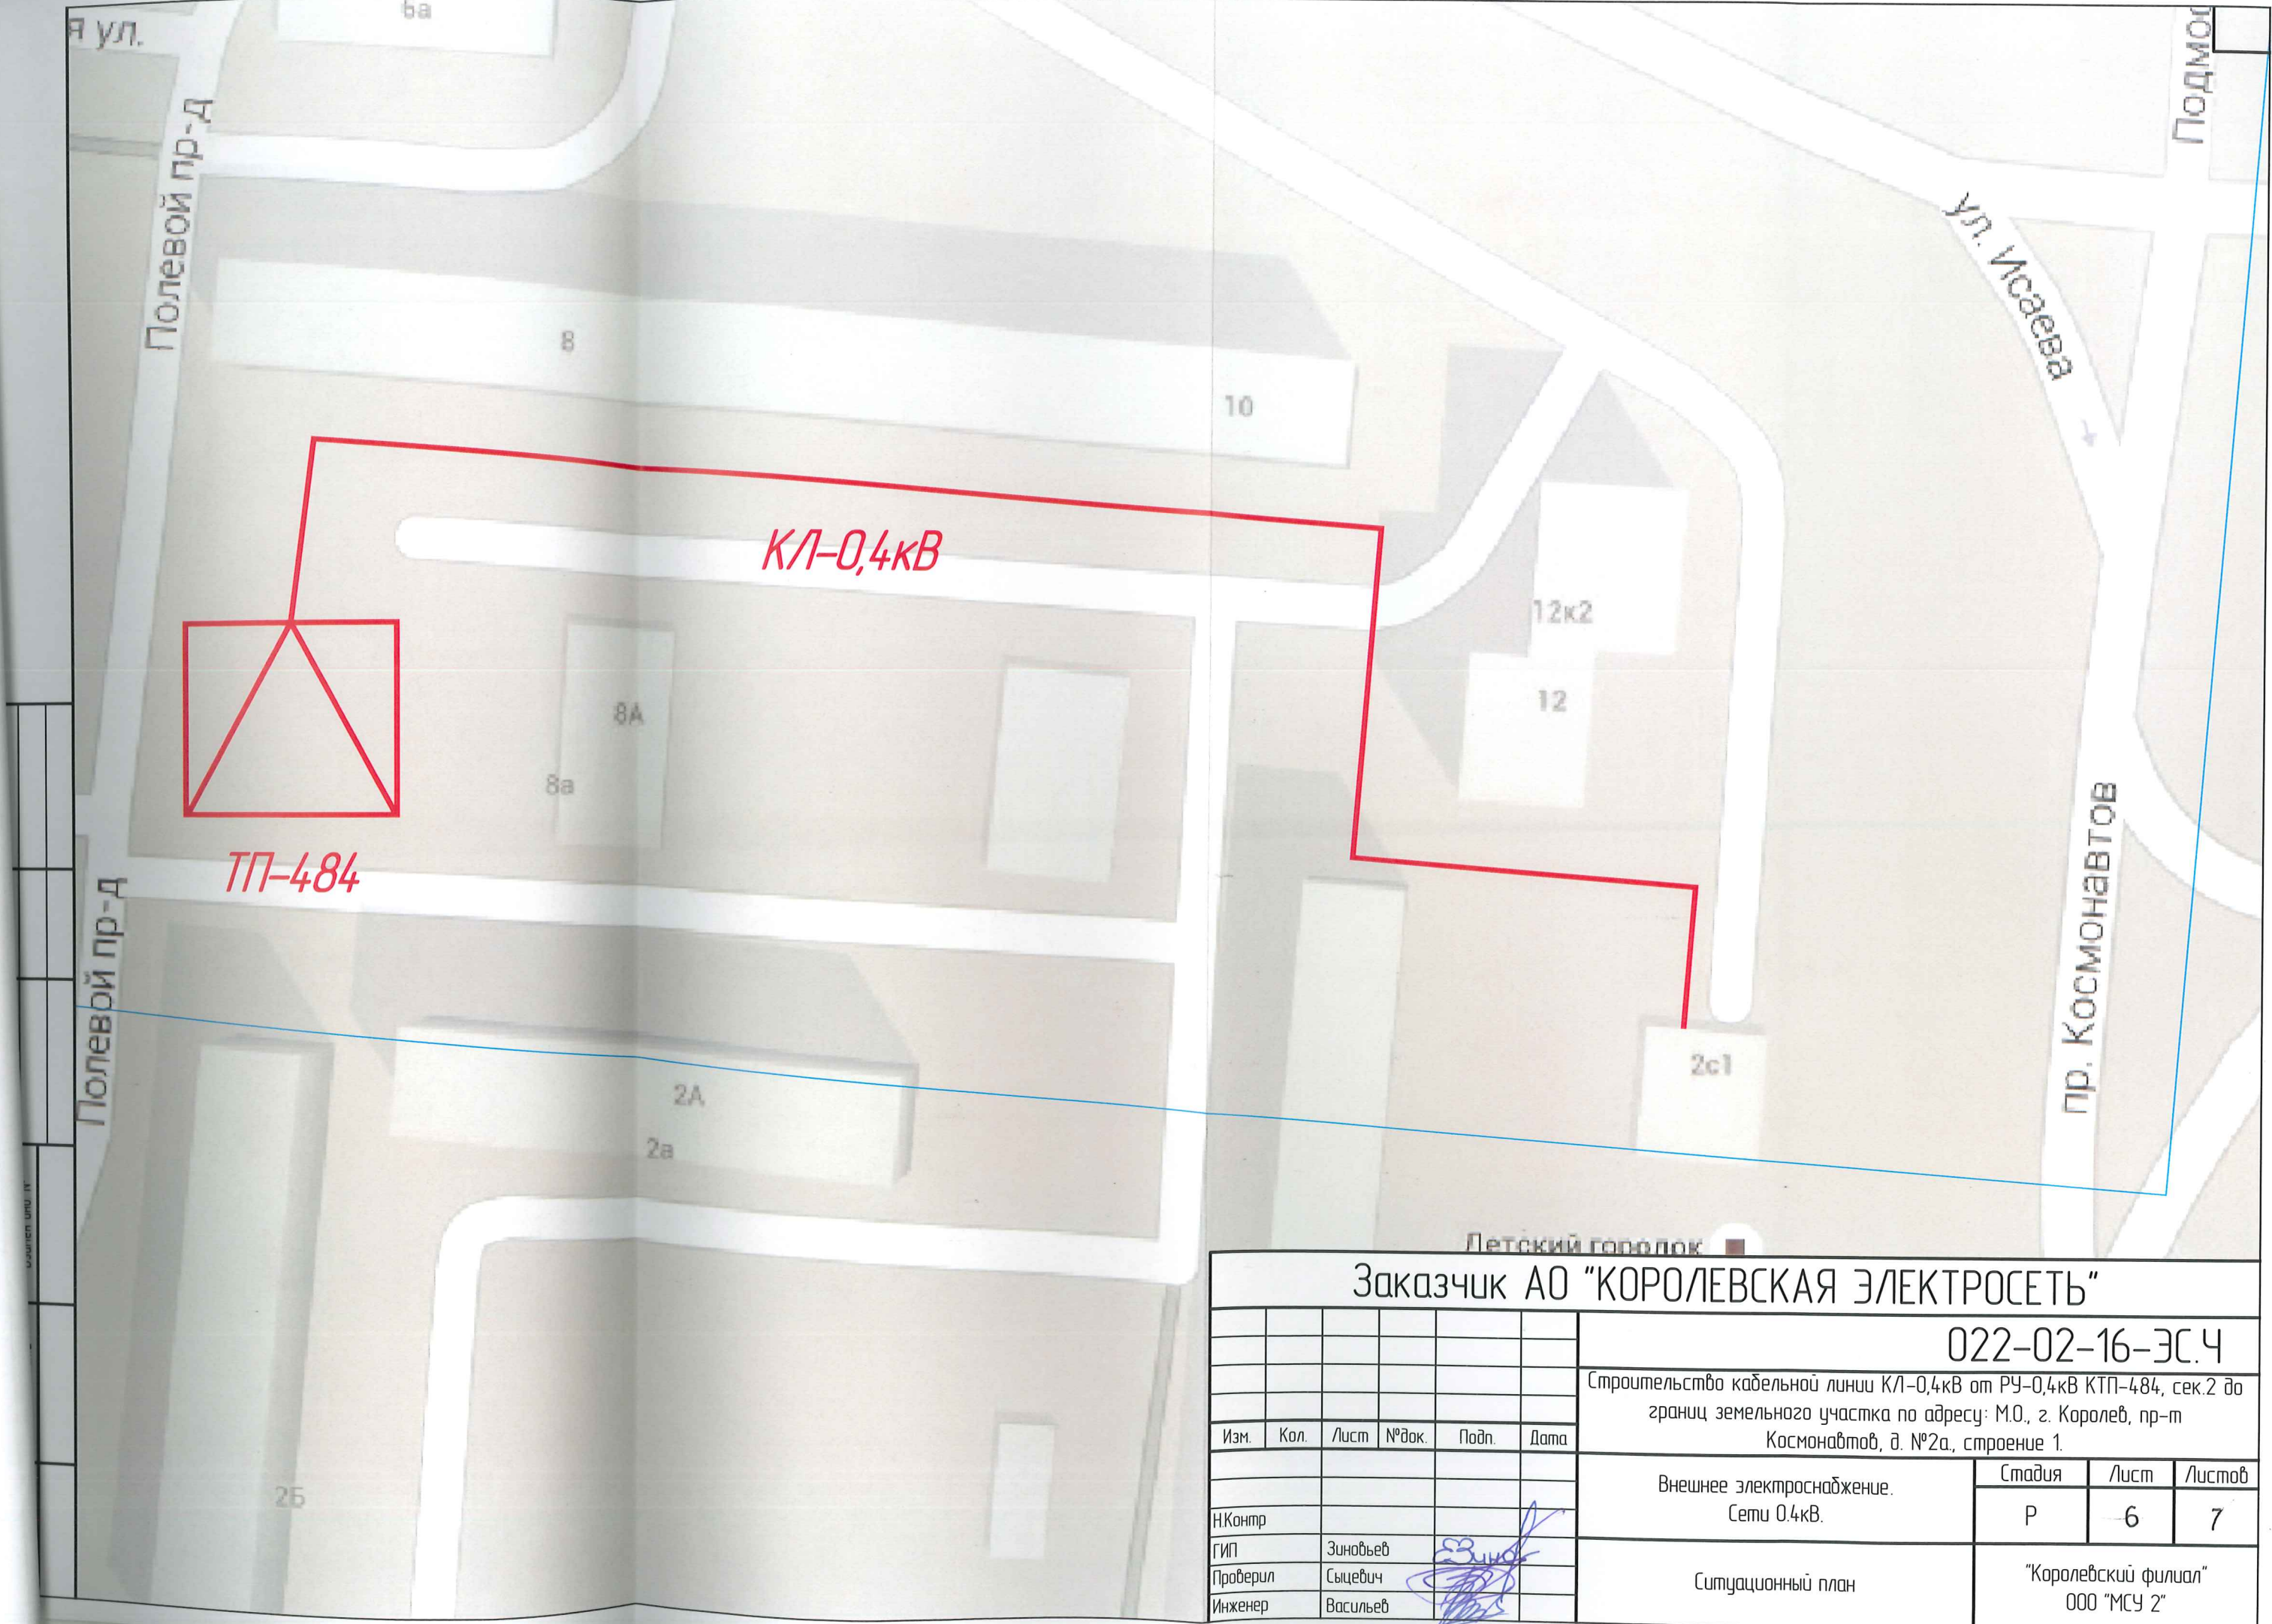 я ул.
6а
Подмос
Полевой пр-д
ул. Исаева
8
10
КЛ-0,4кВ
12к2
12
8А
8а
ТП-484
Полевой пр-д
пр. Космонавтов
2с1
2А
2а
2Б
Детский городок
Заказчик АО "КОРОЛЕВСКАЯ ЭЛЕКТРОСЕТЬ"
022-02-16-ЭС.Ч
Строительство кабельной линии КЛ-0,4кВ от РУ-0,4кВ КТП-484, сек.2 до
границ земельного участка по адресу: М.О., г. Королев, пр-т
Космонавтов, д. №2а., строение 1.
Изм. Кол. Лист №док. Подп. Дата
Внешнее электроснабжение.
Сети 0.4кВ.
Стадия Лист Листов
Р 6 7
Н.Контр
ГИП Зиновьев
Проверил Сыцевич
Инженер Васильев
Ситуационный план
"Королевский филиал"
ООО "МСУ 2"